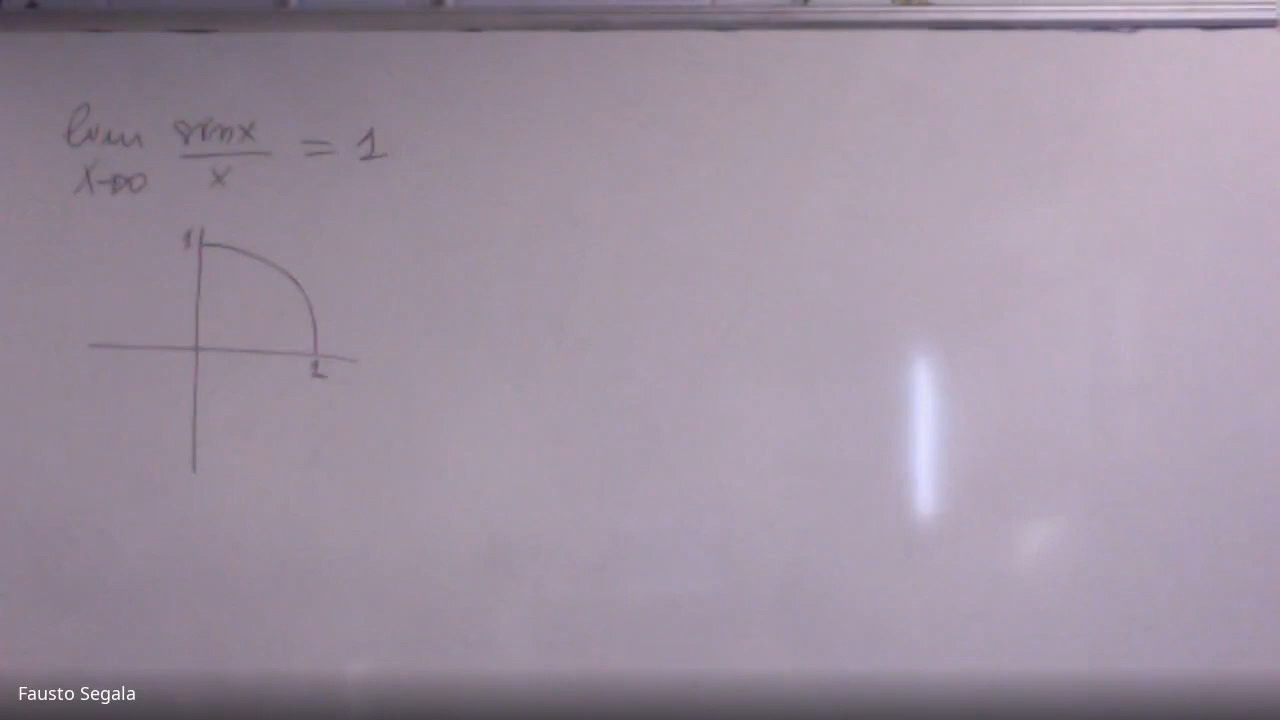 lim sinx = 1
x→0 x
1
1
Fausto Segala